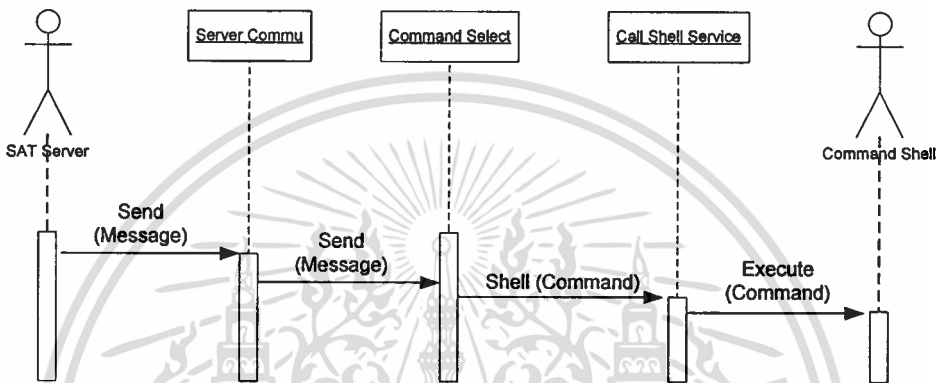 Server Commu
Command Select
Call Shell Service
SAT Server
Command Shell
Send
(Message)
Send
(Message)
Shell (Command)
Execute
(Command)